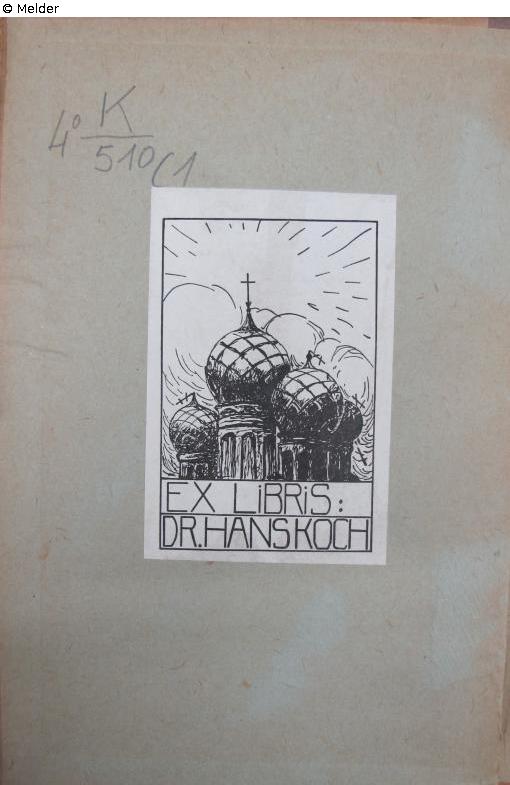 © Melder
4° K
510(1
EX LiBRiS:
DR. HANS KOCH